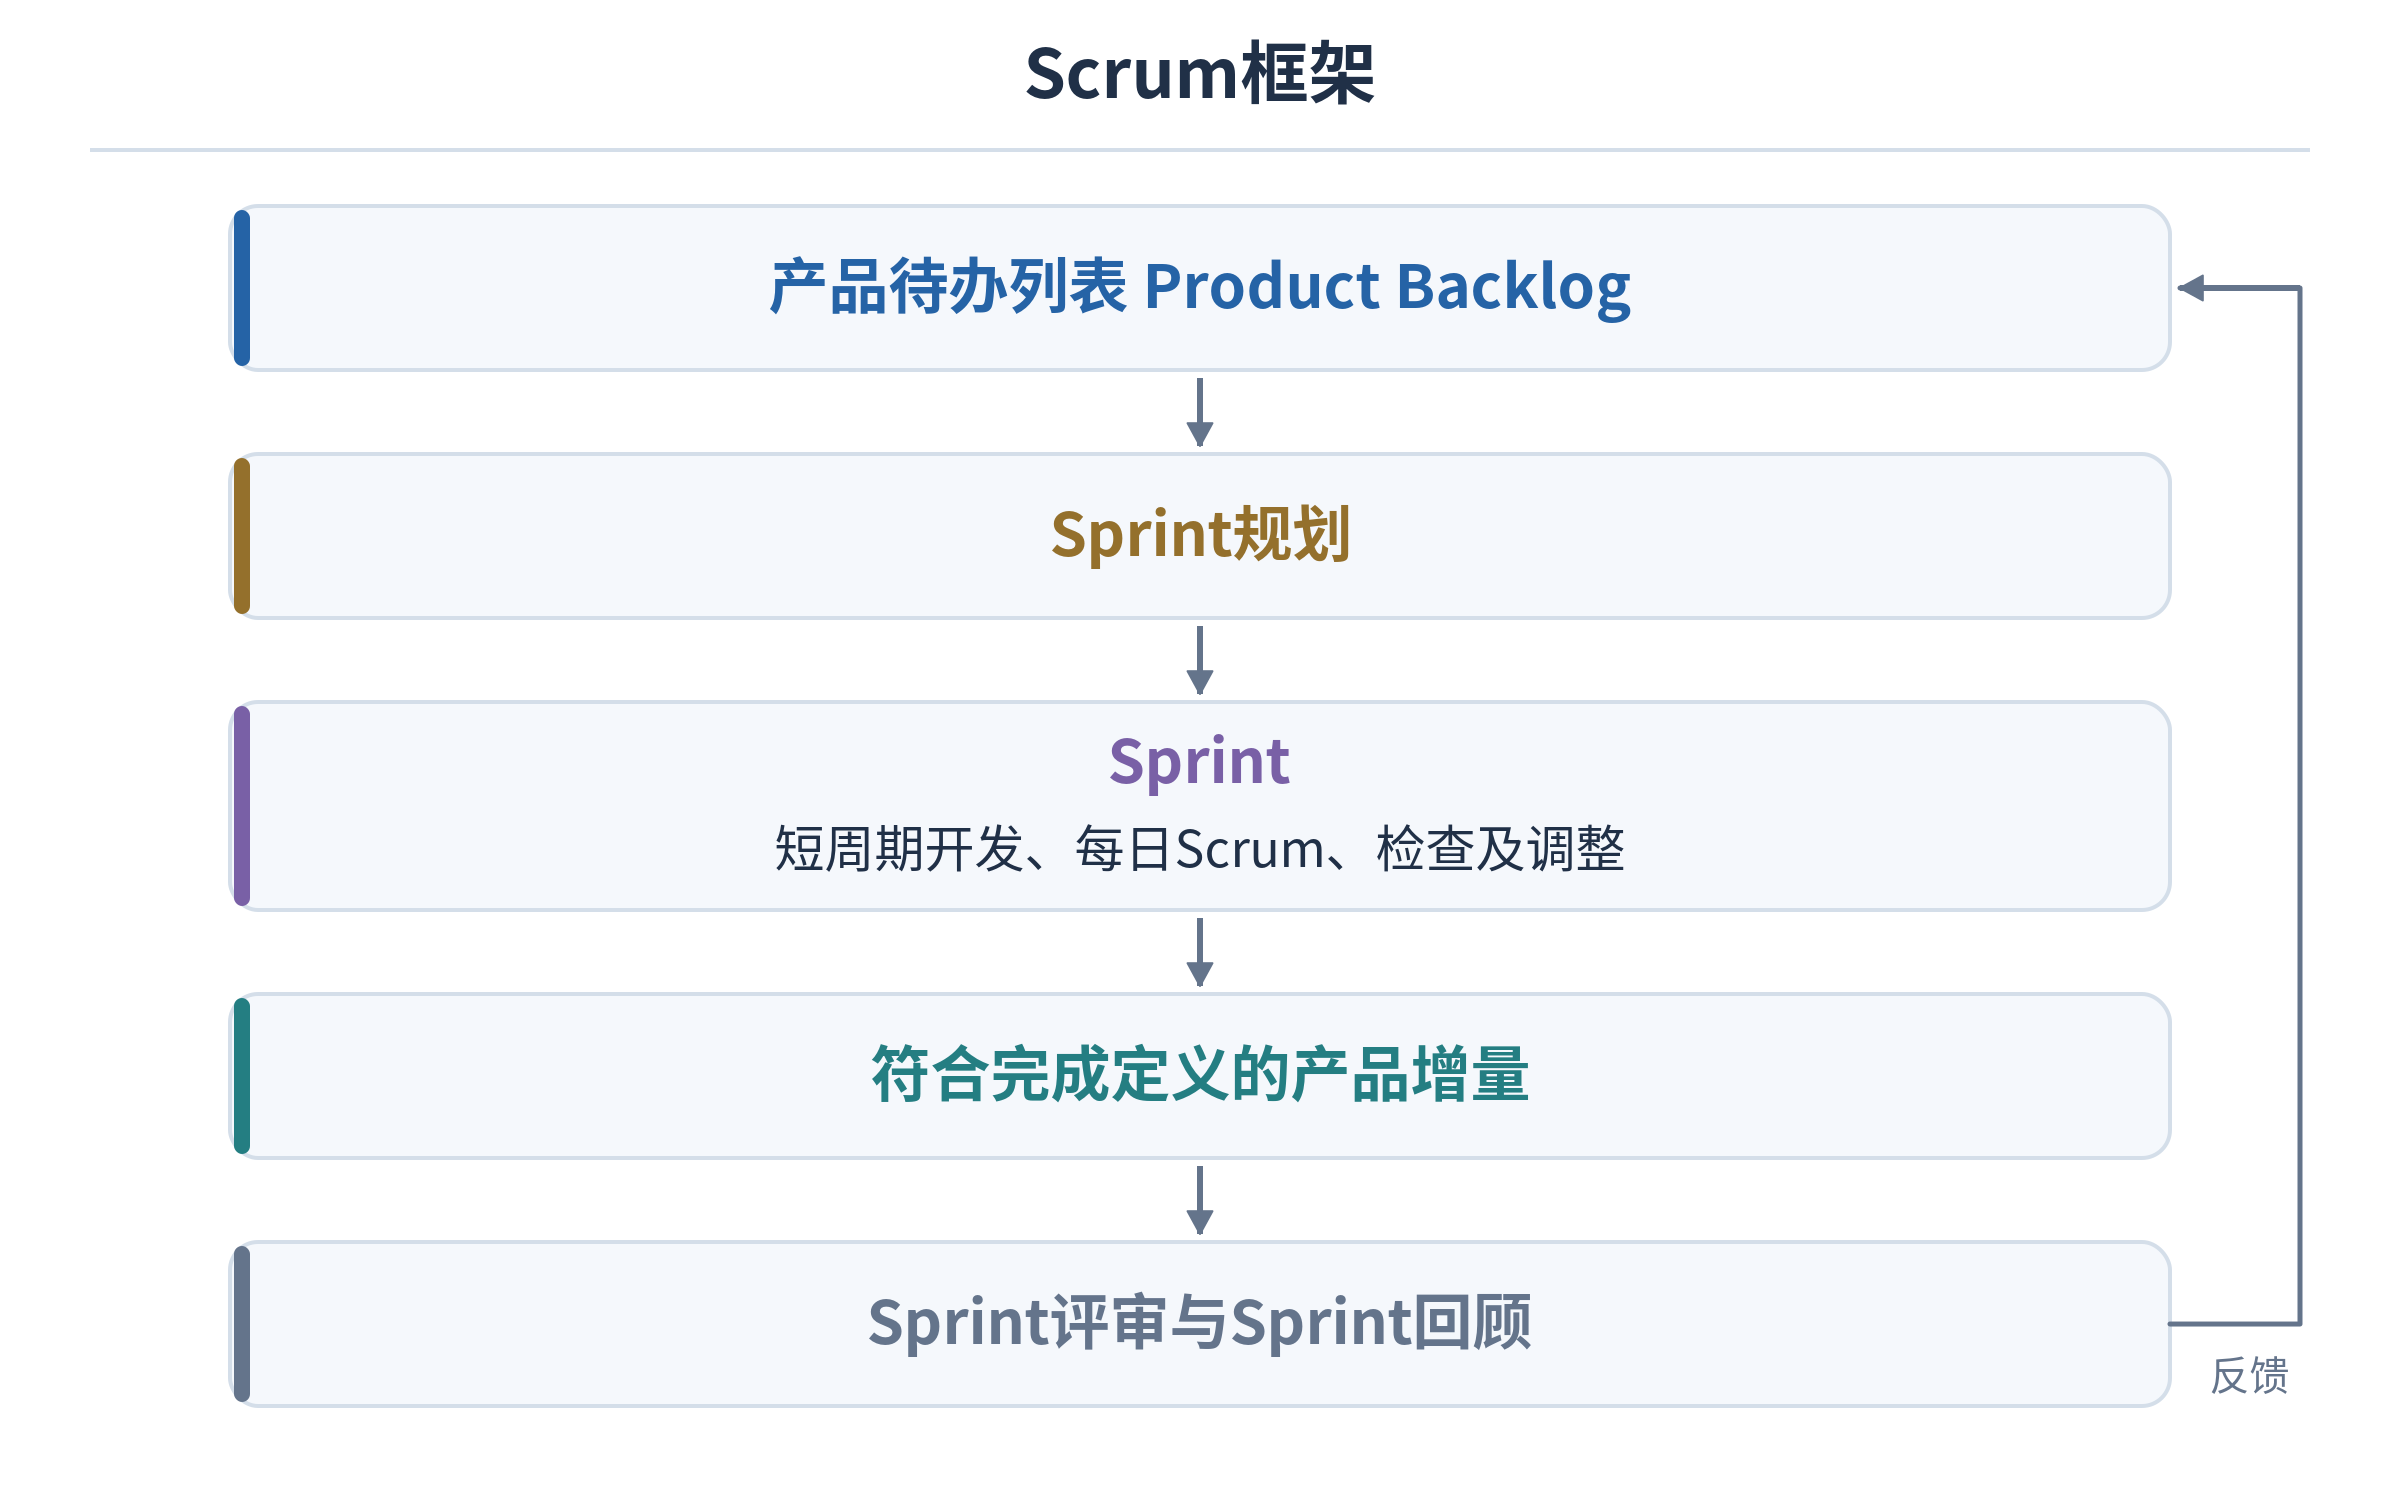 Scrum框架
产品待办列表 Product Backlog
Sprint规划
Sprint
短周期开发、每日Scrum、检查及调整
符合完成定义的产品增量
Sprint评审与Sprint回顾
反馈